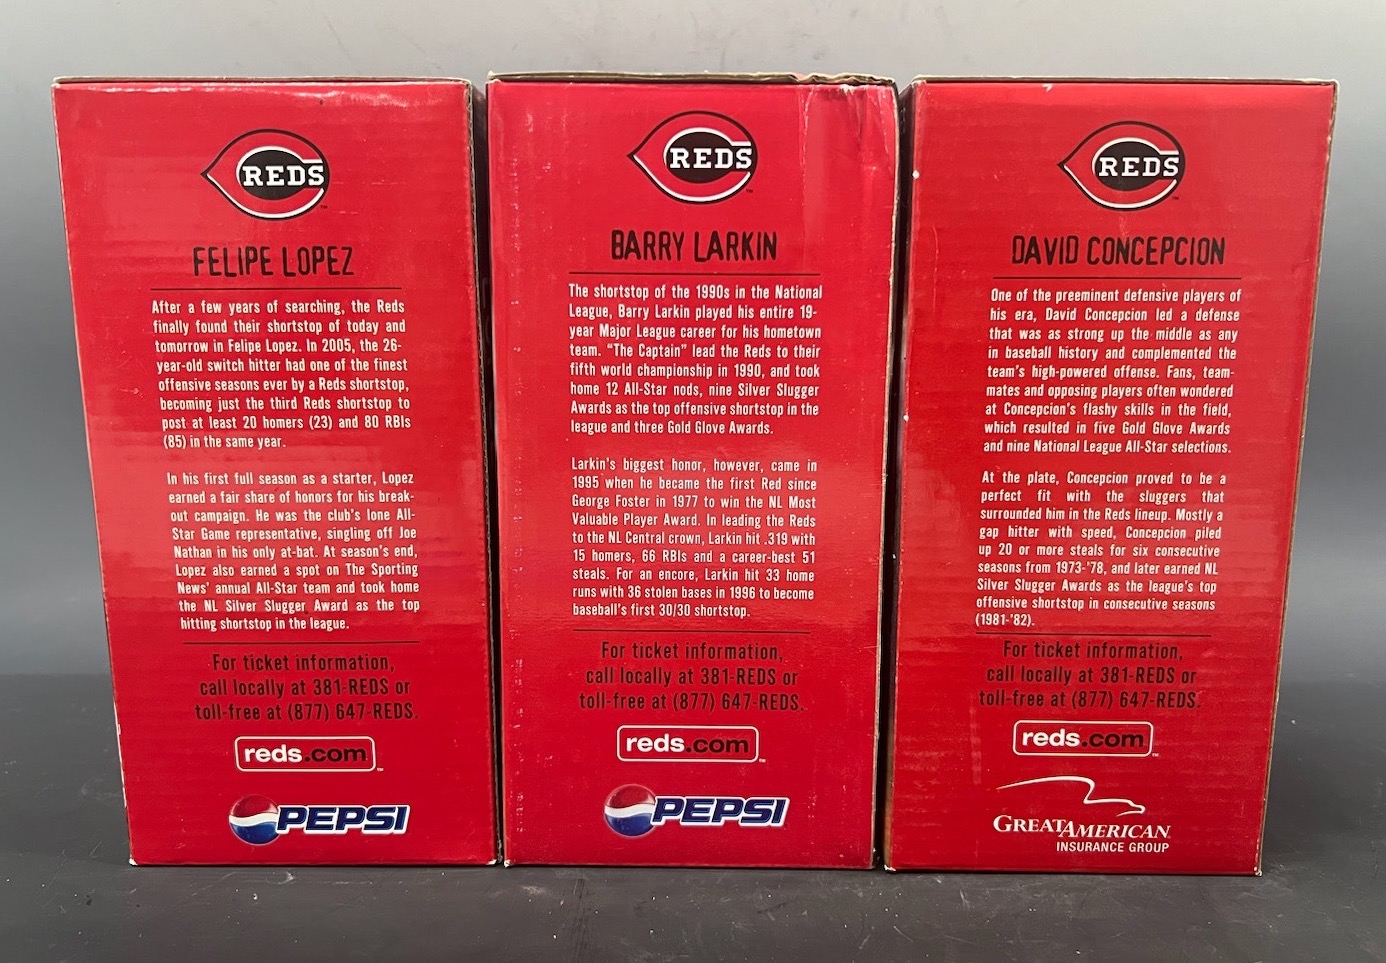 REDS
FELIPE LOPEZ
After a few years of searching, the Reds
finally found their shortstop of today and
tomorrow in Felipe Lopez. In 2005, the 26-
year-old switch hitter had one of the finest
offensive seasons ever by a Reds shortstop,
becoming just the third Reds shortstop to
post at least 20 homers (23) and 80 RBIs
(85) in the same year.
In his first full season as a starter, Lopez
earned a fair share of honors for his break-
out campaign. He was the club's lone All-
Star Game representative, singling off Joe
Nathan in his only at-bat. At season's end,
Lopez also earned a spot on The Sporting
News' annual All-Star team and took home
the NL Silver Slugger Award as the top
hitting shortstop in the league.
For ticket information,
call locally at 381-REDS or
toll-free at (877) 647-REDS.
reds.com
PEPSI
REDS
BARRY LARKIN
The shortstop of the 1990s in the National
League, Barry Larkin played his entire 19-
year Major League career for his hometown
team. "The Captain" lead the Reds to their
fifth world championship in 1990, and took
home 12 All-Star nods, nine Silver Slugger
Awards as the top offensive shortstop in the
league and three Gold Glove Awards.
Larkin's biggest honor, however, came in
1995 when he became the first Red since
George Foster in 1977 to win the NL Most
Valuable Player Award. In leading the Reds
to the NL Central crown, Larkin hit .319 with
15 homers, 66 RBIs and a career-best 51
steals. For an encore, Larkin hit 33 home
runs with 36 stolen bases in 1996 to become
baseball's first 30/30 shortstop.
For ticket information,
call locally at 381-REDS or
toll-free at (877) 647-REDS.
reds.com
PEPSI
REDS
DAVID CONCEPCION
One of the preeminent defensive players of
his era, David Concepcion led a defense
that was as strong up the middle as any
in baseball history and complemented the
team's high-powered offense. Fans, team-
mates and opposing players often wondered
at Concepcion's flashy skills in the field,
which resulted in five Gold Glove Awards
and nine National League All-Star selections.
At the plate, Concepcion proved to be a
perfect fit with the sluggers that
surrounded him in the Reds lineup. Mostly a
gap hitter with speed, Concepcion piled
up 20 or more steals for six consecutive
seasons from 1973-'78, and later earned NL
Silver Slugger Awards as the league's top
offensive shortstop in consecutive seasons
(1981-'82).
For ticket information,
call locally at 381-REDS or
toll-free at (877) 647-REDS.
reds.com
GREATAMERICAN
INSURANCE GROUP